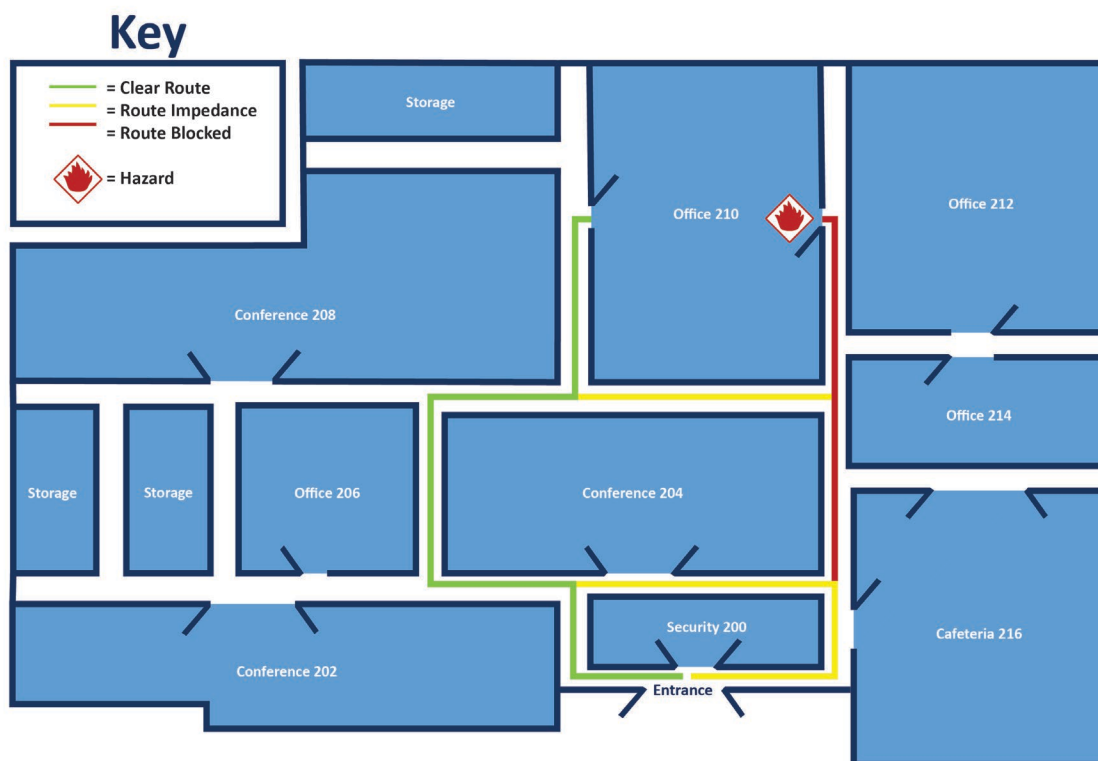 Key
= Clear Route
= Route Impedance
= Route Blocked
= Hazard
Storage
Office 210
Office 212
Conference 208
Office 214
Storage
Storage
Office 206
Conference 204
Security 200
Cafeteria 216
Conference 202
Entrance